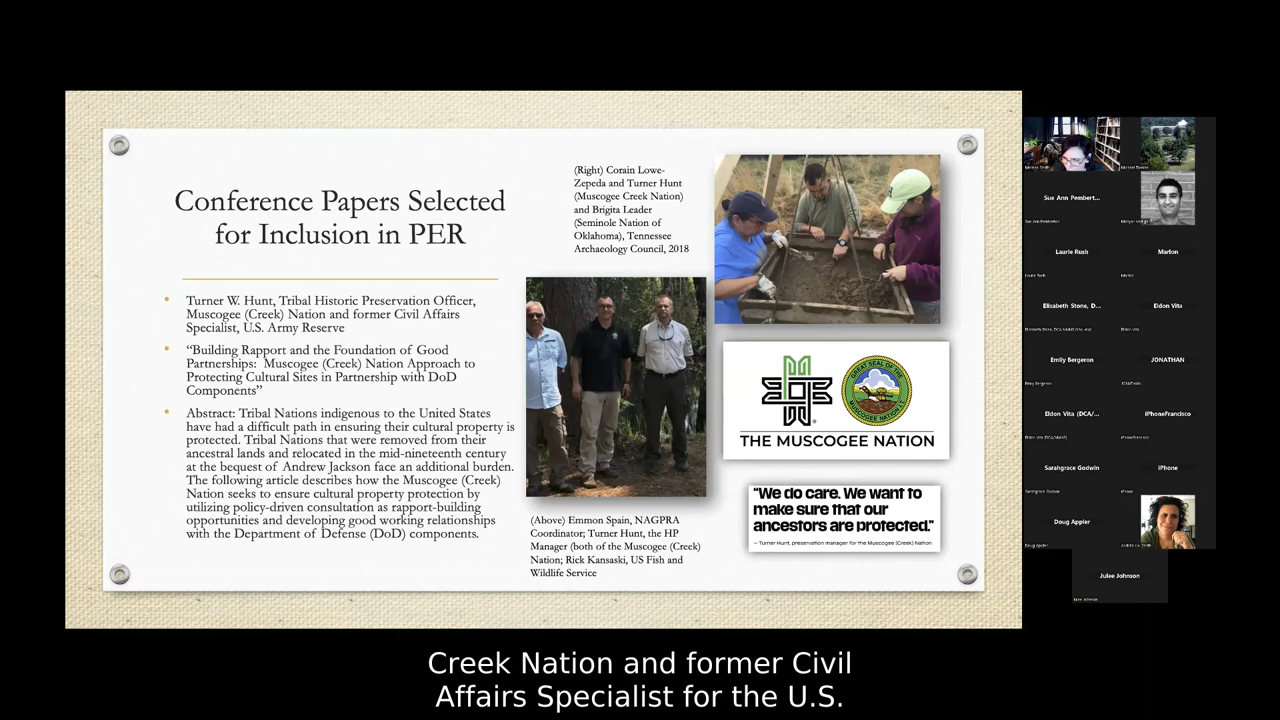 Conference Papers Selected
for Inclusion in PER
• Turner W. Hunt, Tribal Historic Preservation Officer,
Muscogee (Creek) Nation and former Civil Affairs
Specialist, U.S. Army Reserve
• “Building Rapport and the Foundation of Good
Partnerships: Muscogee (Creek) Nation Approach to
Protecting Cultural Sites in Partnership with DoD
Components”
• Abstract: Tribal Nations indigenous to the United States
have had a difficult path in ensuring their cultural property is
protected. Tribal Nations that were removed from their
ancestral lands and relocated in the mid-nineteenth century
at the bequest of Andrew Jackson face an additional burden.
The following article describes how the Muscogee (Creek)
Nation seeks to ensure cultural property protection by
utilizing policy-driven consultation as rapport-building
opportunities and developing good working relationships
with the Department of Defense (DoD) components.
(Right) Corain Lowe-
Zepeda and Turner Hunt
(Muscogee Creek Nation)
and Brigita Leader
(Seminole Nation of
Oklahoma), Tennessee
Archaeology Council, 2018
(Above) Emmon Spain, NAGPRA
Coordinator; Turner Hunt, the HP
Manager (both of the Muscogee (Creek)
Nation; Rick Kansaski, US Fish and
Wildlife Service
GREAT SEAL OF THE
MUSCOGEE NATION
THE MUSCOGEE NATION
“We do care. We want to
make sure that our
ancestors are protected.”
— Turner Hunt, preservation manager for the Muscogee (Creek) Nation
Sue Ann Pembert...
Laurie Rush
Marlon
Elisabeth Stone, D...
Eldon Vita
Emily Bergeron
JONATHAN
Eldon Vita (DCA/...
iPhoneFrancisco
Sarahgrace Godwin
iPhone
Doug Appler
Julee Johnson
Creek Nation and former Civil
Affairs Specialist for the U.S.